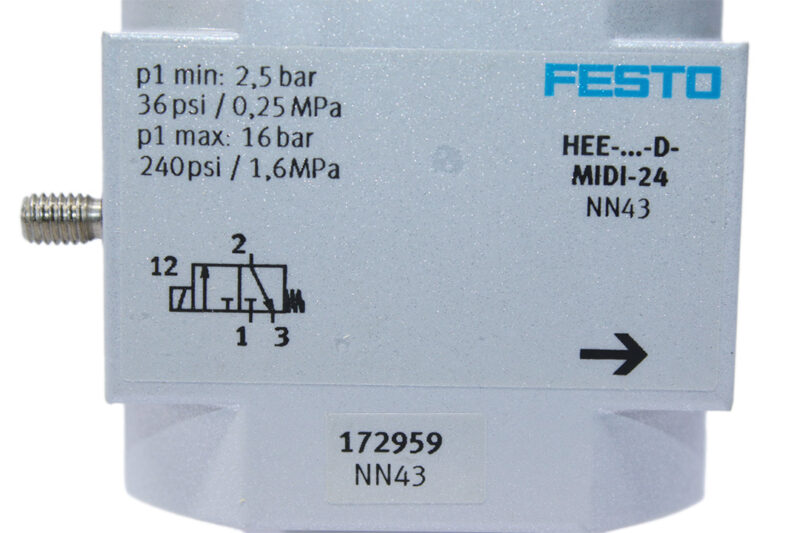 p1 min: 2,5 bar
36 psi / 0,25 MPa
p1 max: 16 bar
240 psi / 1,6 MPa
FESTO
HEE-...-D-
MIDI-24
NN43
2
12
1 3
172959
NN43